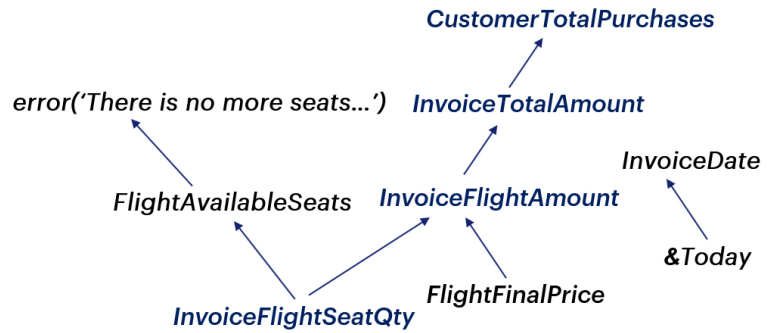 CustomerTotalPurchases
error(‘There is no more seats...’)
InvoiceTotalAmount
InvoiceDate
FlightAvailableSeats
InvoiceFlightAmount
&Today
FlightFinalPrice
InvoiceFlightSeatQty